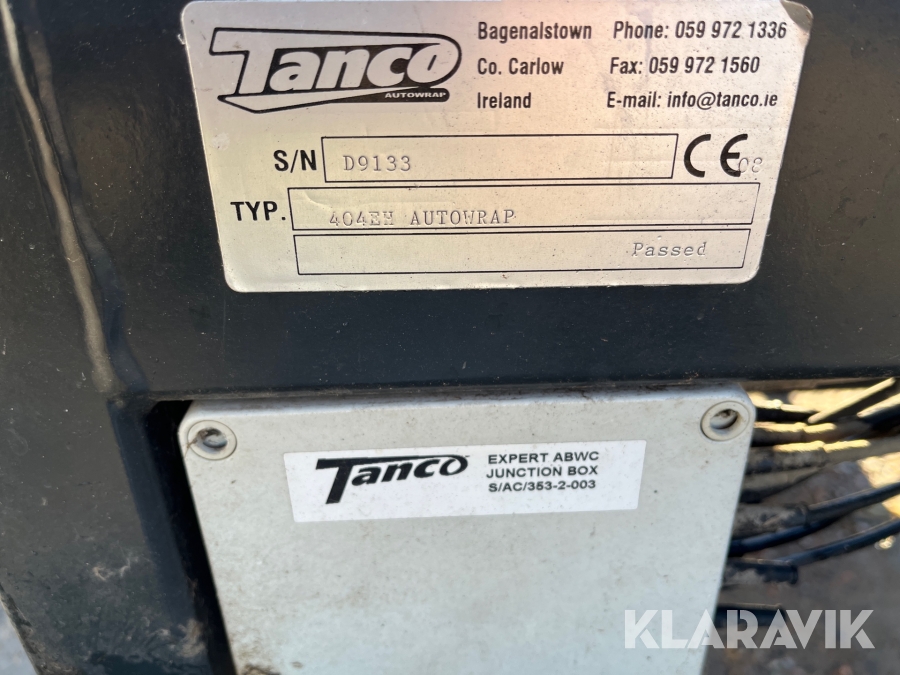 Tanco
AUTOWRAP
Bagenalstown Phone: 059 972 1336
Co. Carlow Fax: 059 972 1560
Ireland E-mail: info@tanco.ie
S/N D9133 CE 08
TYP. 404EH AUTOWRAP
Passed
Tanco
EXPERT ABWC
JUNCTION BOX
S/AC/353-2-003
KLARAVIK